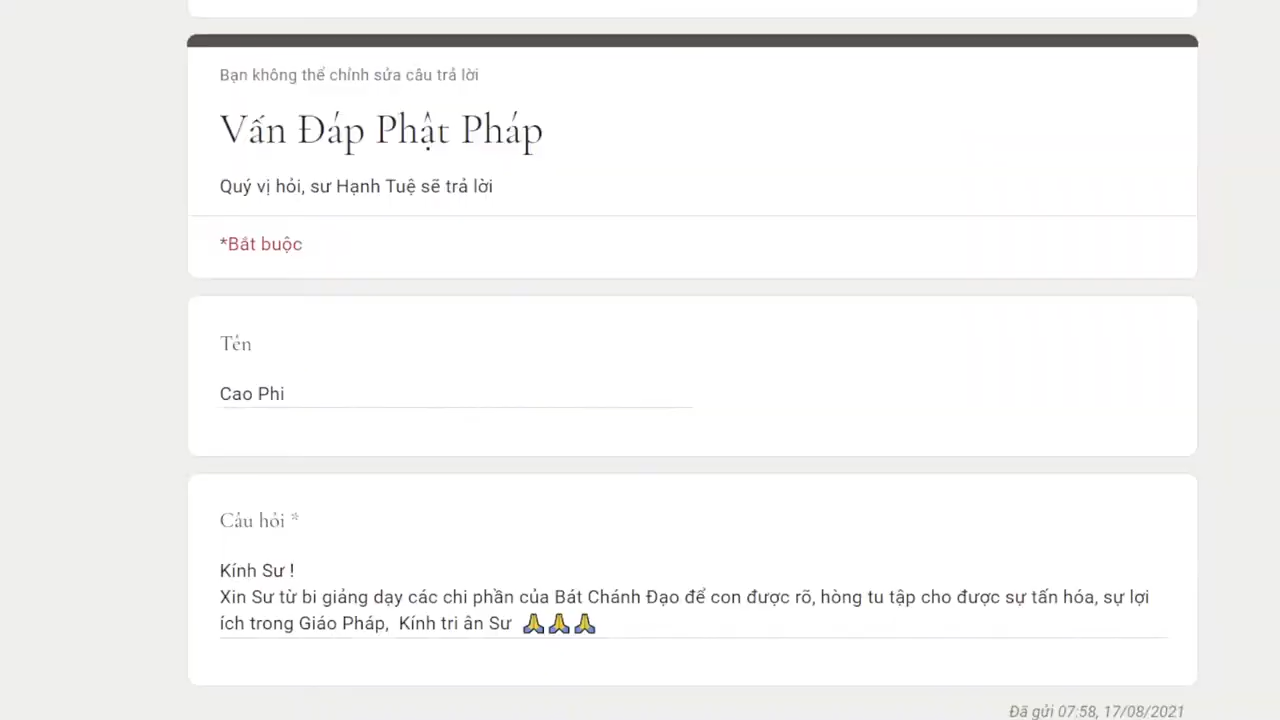 Bạn không thể chỉnh sửa câu trả lời
Vấn Đáp Phật Pháp
Quý vị hỏi, sư Hạnh Tuệ sẽ trả lời
*Bắt buộc
Tên
Cao Phi
Câu hỏi *
Kính Sư !
Xin Sư từ bi giảng dạy các chi phần của Bát Chánh Đạo để con được rõ, hòng tu tập cho được sự tấn hóa, sự lợi
ích trong Giáo Pháp, Kính tri ân Sư 🙏🙏🙏
Đã gửi 07:58, 17/08/2021